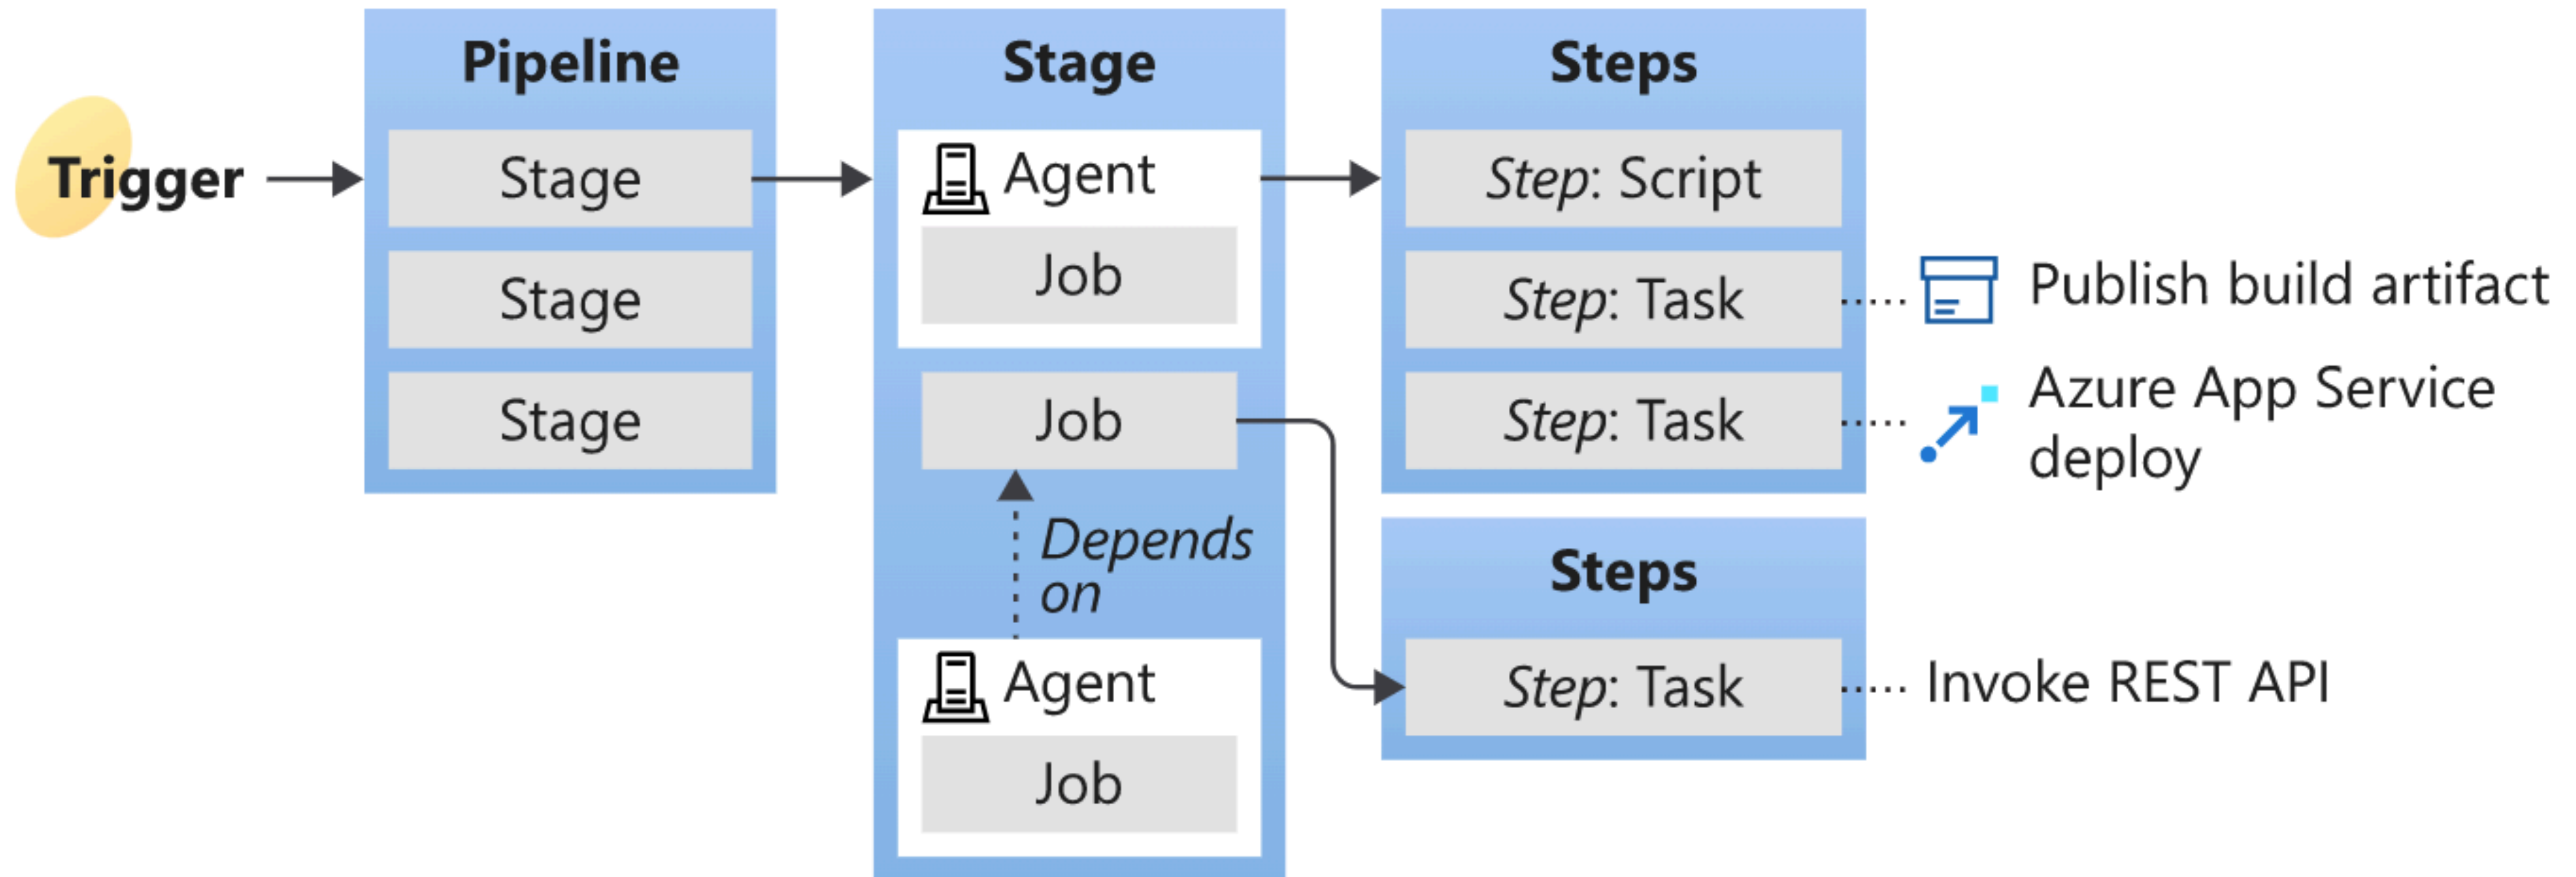 Trigger
Pipeline
Stage
Stage
Stage
Stage
Agent
Job
Job
Depends
on
Agent
Job
Steps
Step: Script
Step: Task
Step: Task
Publish build artifact
Azure App Service
deploy
Steps
Step: Task
Invoke REST API